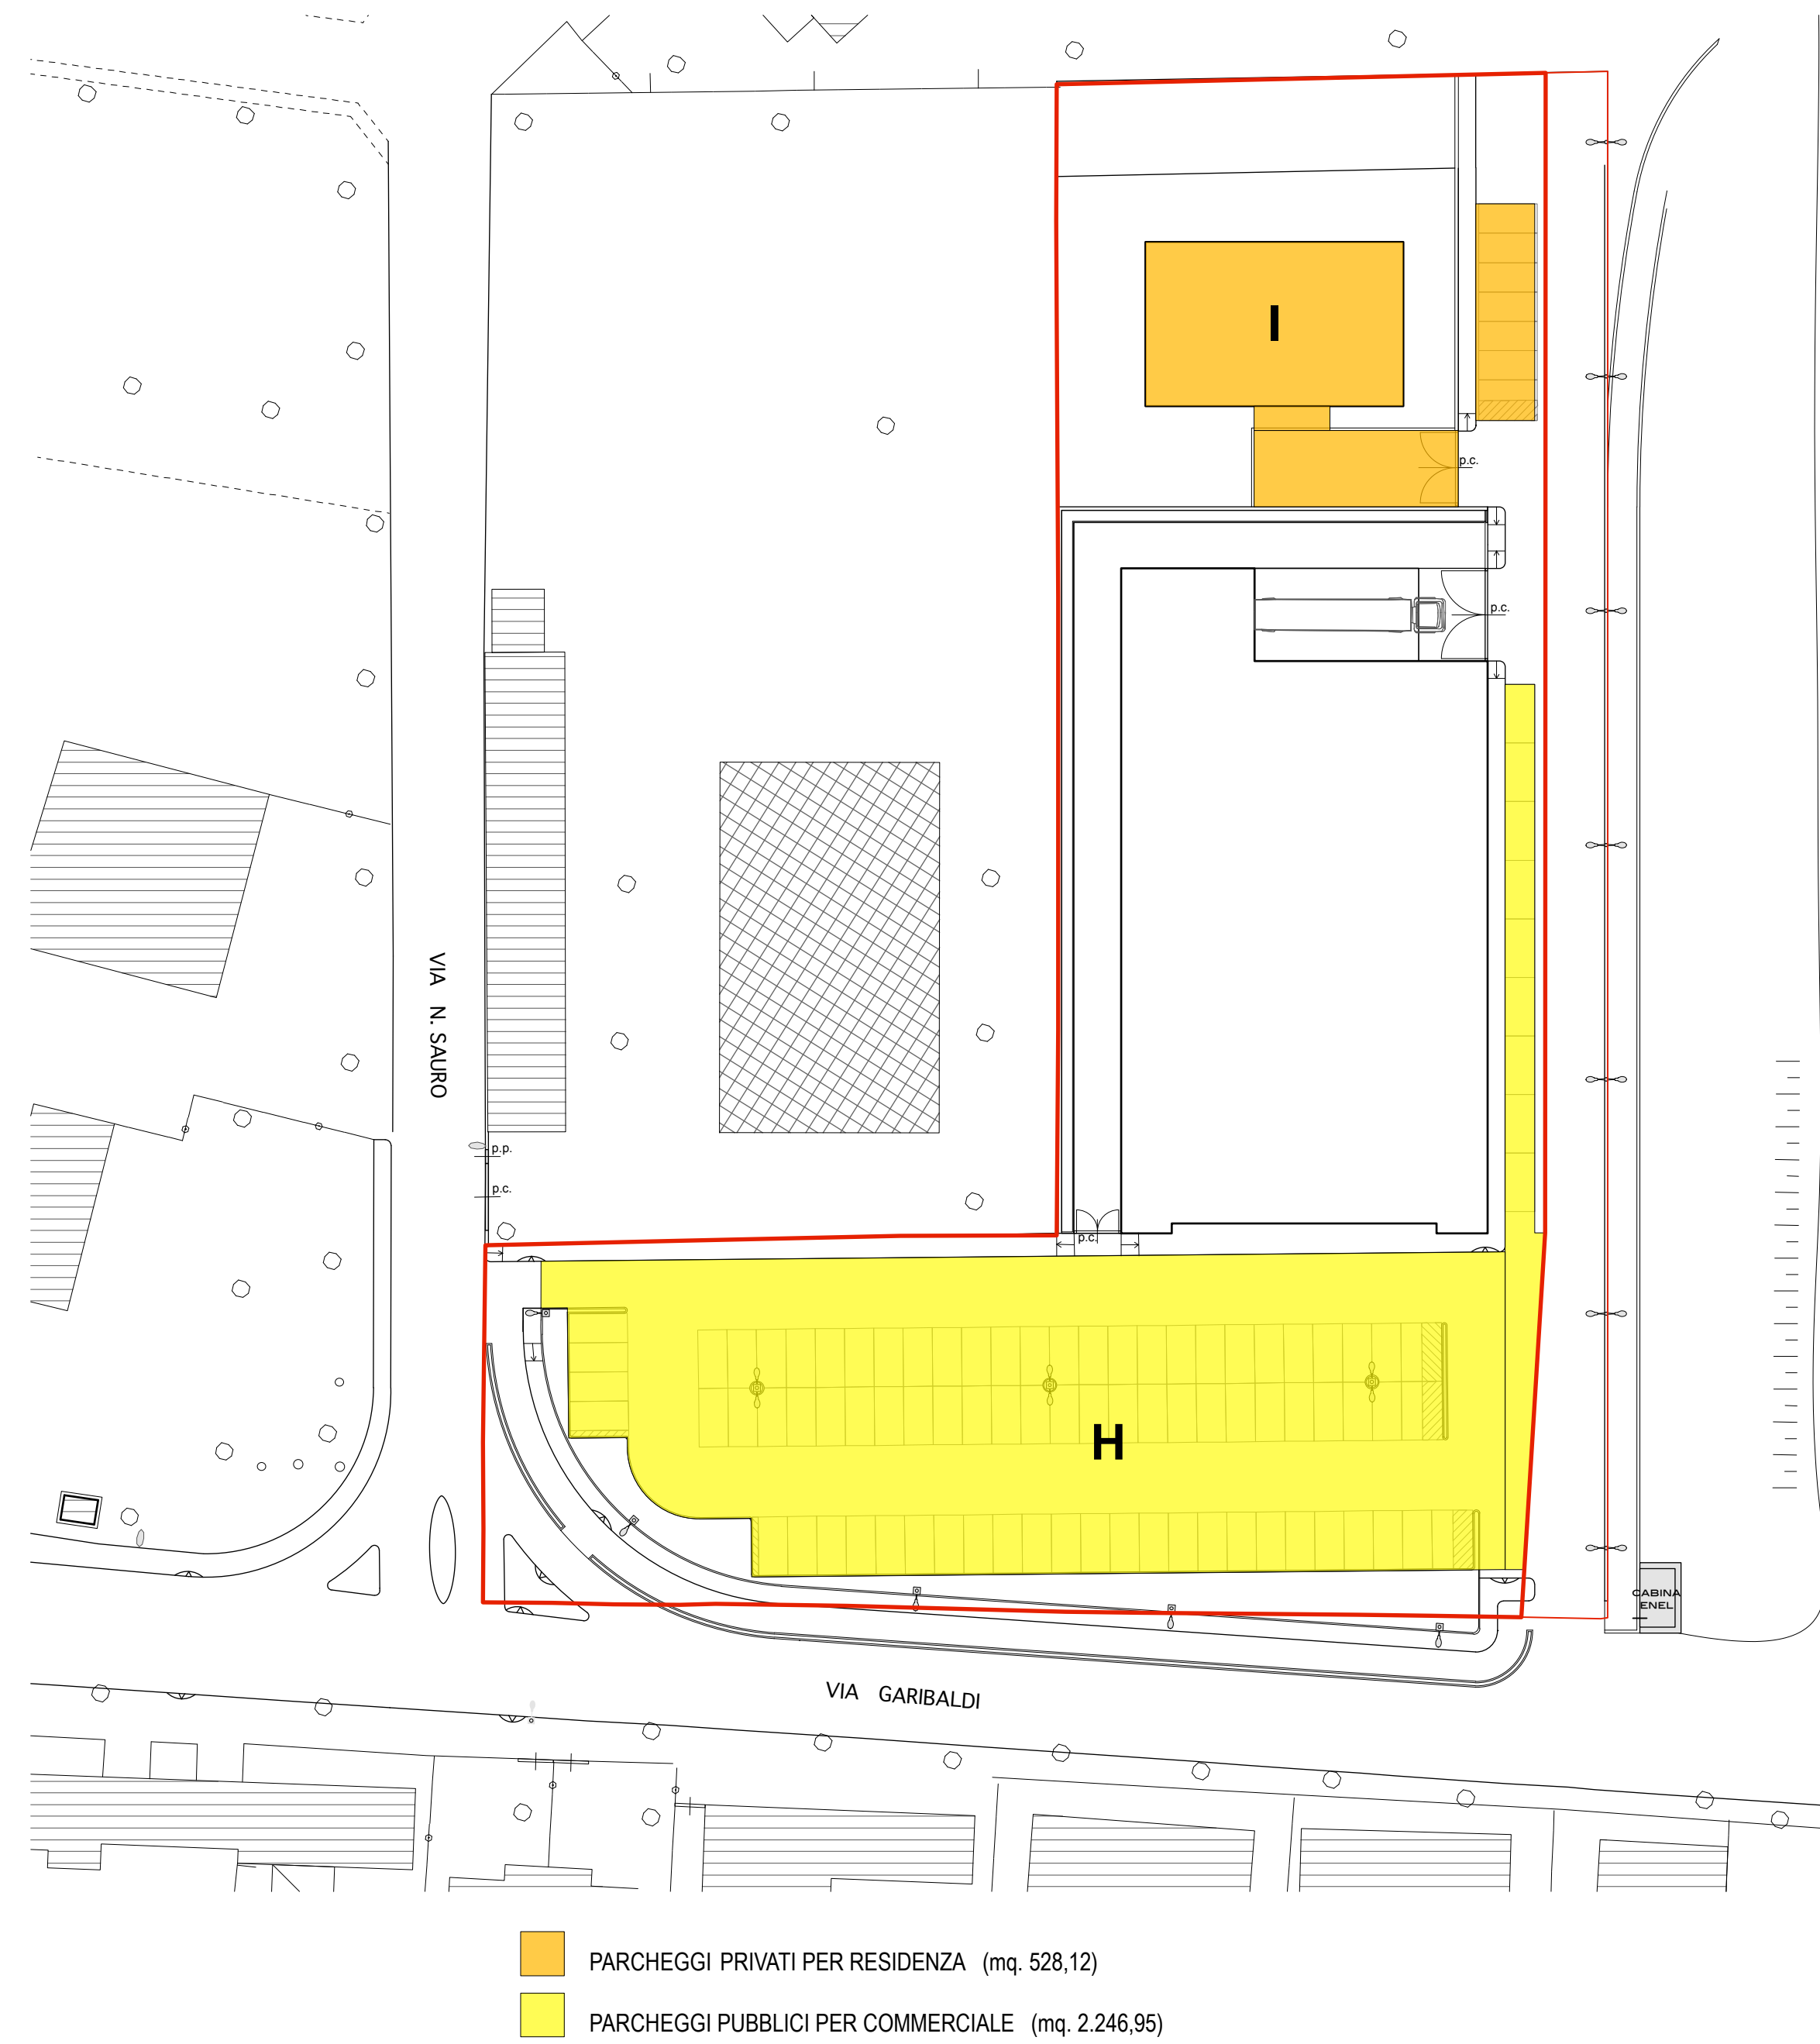 I
p.c.
p.c.
VIA N. SAURO
p.p.
p.c.
p.c.
H
CABINA
ENEL
VIA GARIBALDI
PARCHEGGI PRIVATI PER RESIDENZA (mq. 528,12)
PARCHEGGI PUBBLICI PER COMMERCIALE (mq. 2.246,95)